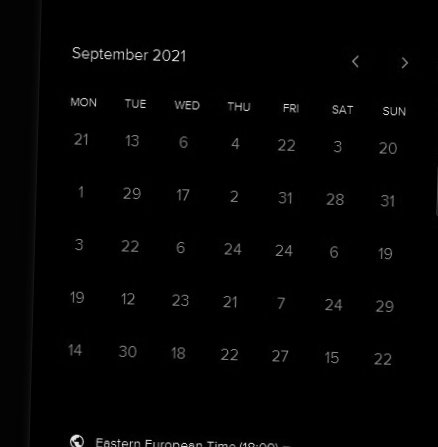 September 2021
MON TUE WED THU FRI SAT SUN
21 13 6 4 22 3 20
1 29 17 2 31 28 31
3 22 6 24 24 6 19
19 12 23 21 7 24 29
14 30 18 22 27 15 22
Eastern European Time (18:00)